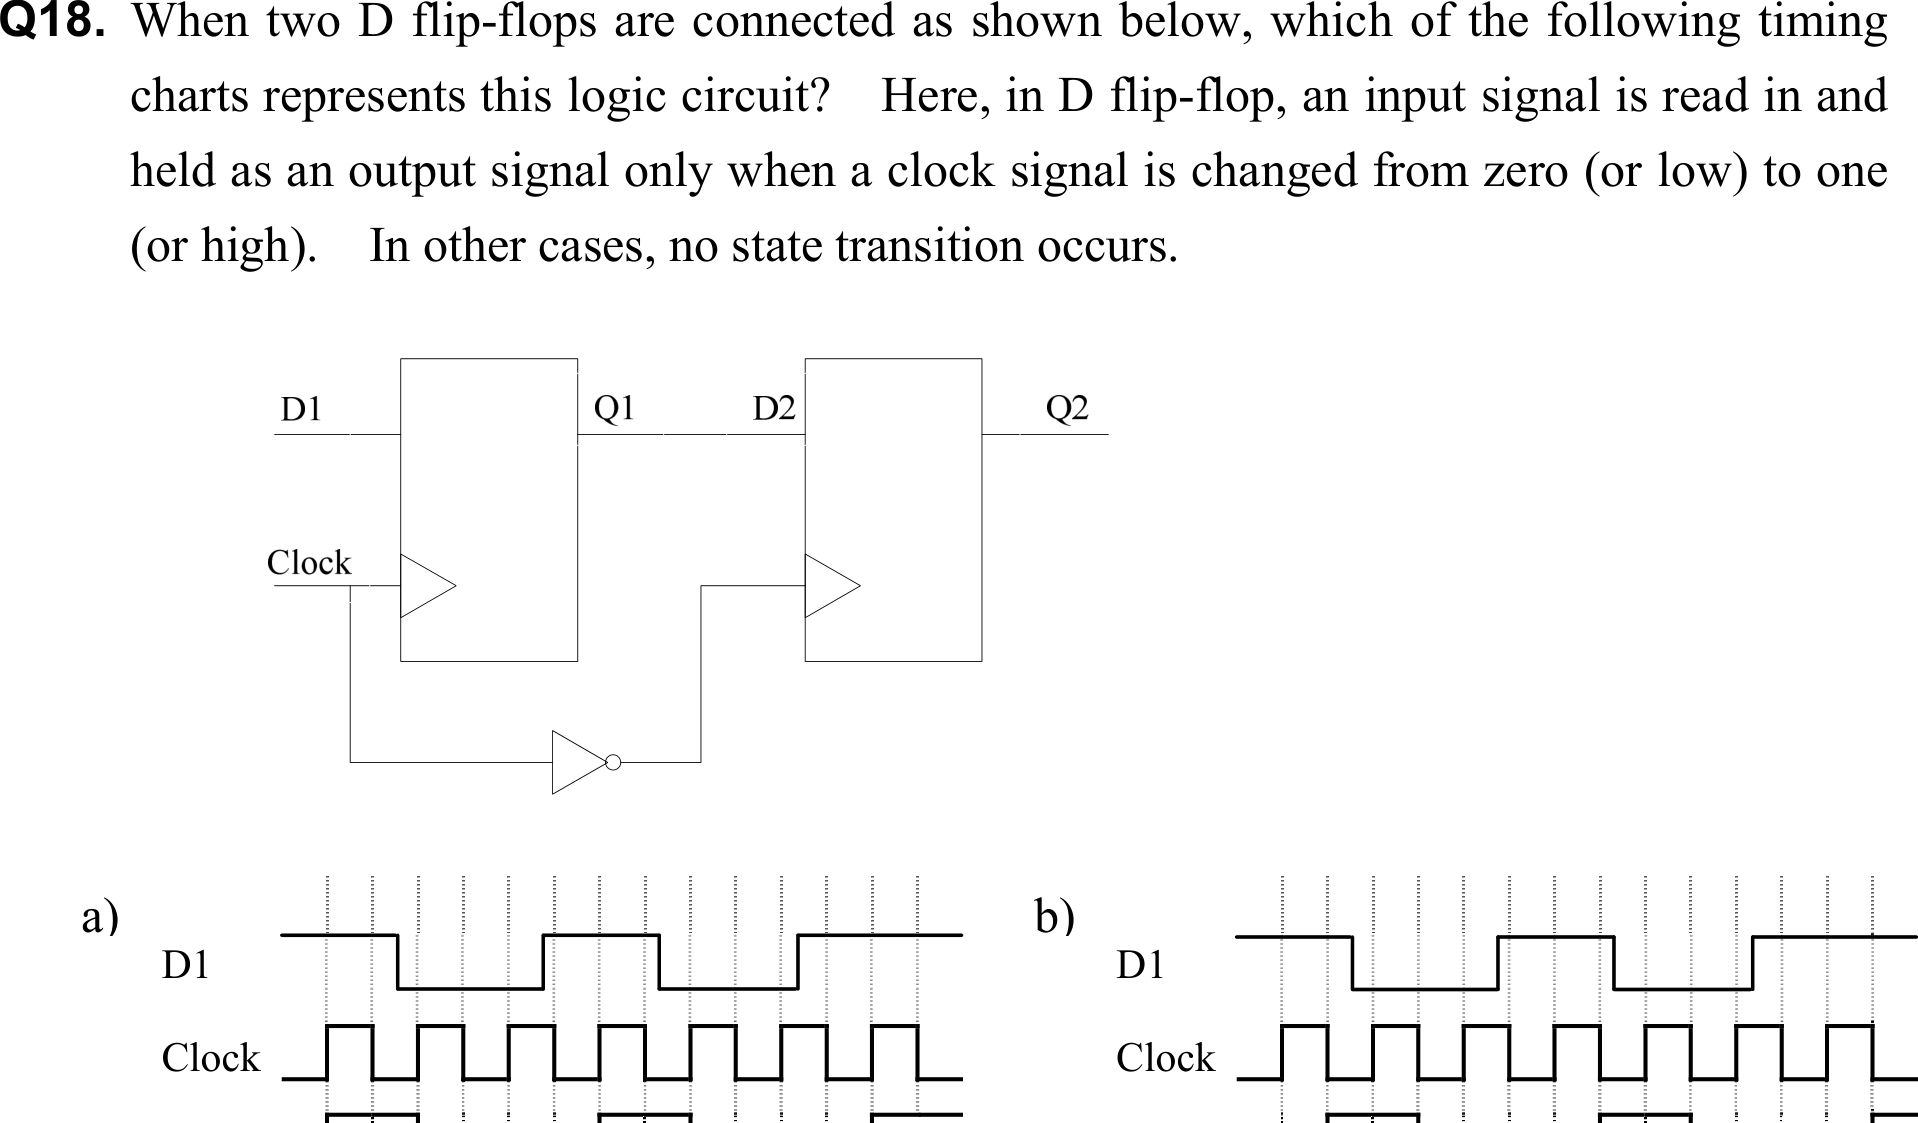 Q18. When two D flip-flops are connected as shown below, which of the following timing
charts represents this logic circuit? Here, in D flip-flop, an input signal is read in and
held as an output signal only when a clock signal is changed from zero (or low) to one
(or high). In other cases, no state transition occurs.
D1 Q1 D2 Q2
Clock
a) b)
D1 D1
Clock Clock